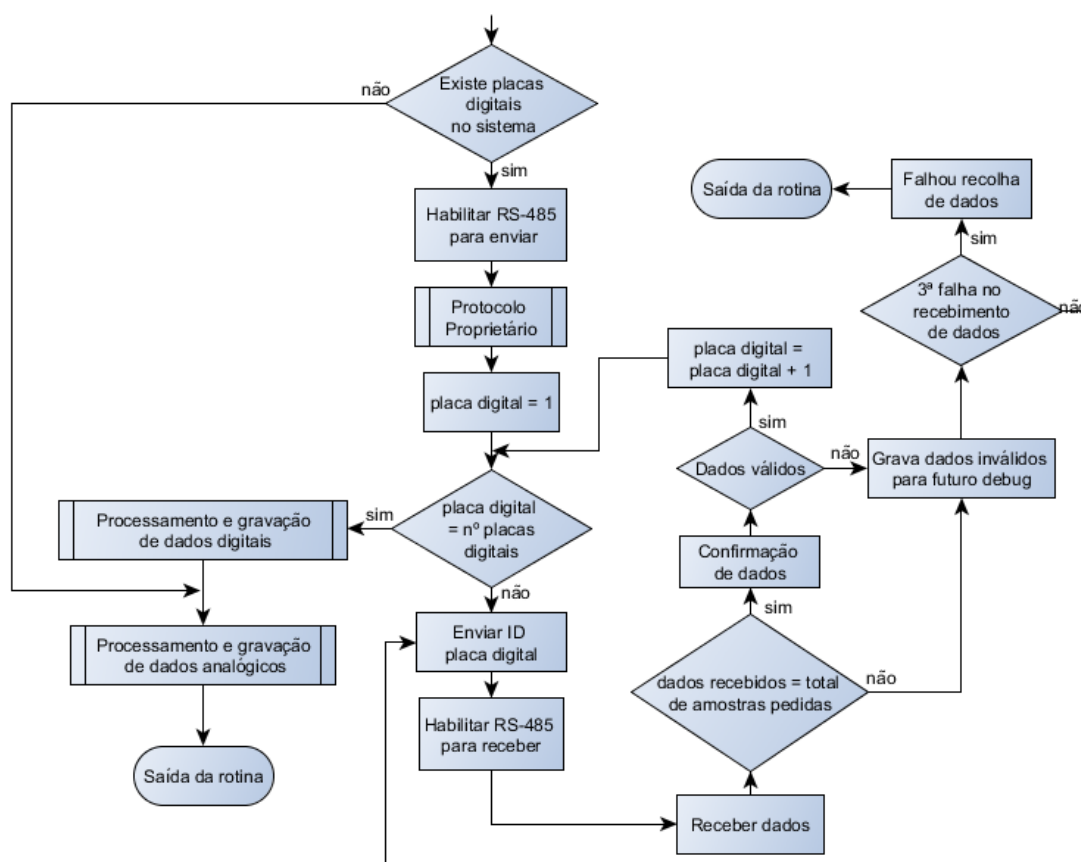 Existe placas
digitais
no sistema
não
sim
Habilitar RS-485
para enviar
Protocolo
Proprietário
placa digital = 1
placa digital
= nº placas
digitais
sim
não
Processamento e gravação
de dados digitais
Processamento e gravação
de dados analógicos
Saída da rotina
Enviar ID
placa digital
Habilitar RS-485
para receber
Receber dados
dados recebidos = total
de amostras pedidas
sim
não
Confirmação
de dados
Dados válidos
sim
não
placa digital =
placa digital + 1
Grava dados inválidos
para futuro debug
3ª falha no
recebimento
de dados
sim
não
Falhou recolha
de dados
Saída da rotina